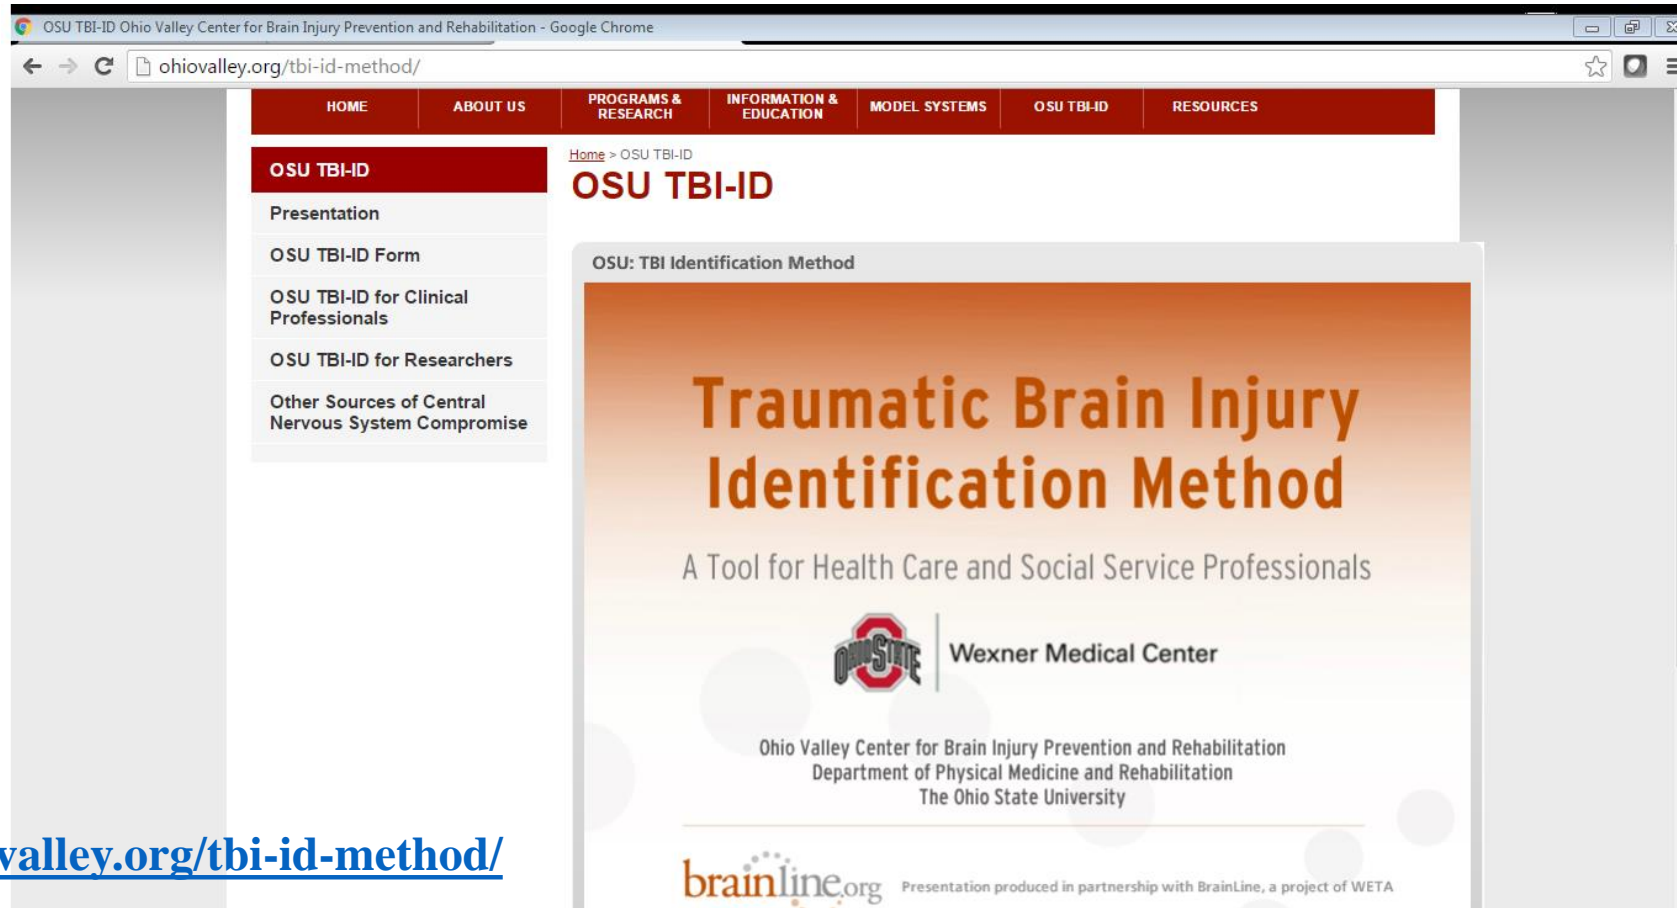 OSU TBI-ID Ohio Valley Center for Brain Injury Prevention and Rehabilitation - Google Chrome
ohiovalley.org/tbi-id-method/
HOME
ABOUT US
PROGRAMS &
RESEARCH
INFORMATION &
EDUCATION
MODEL SYSTEMS
OSU TBI-ID
RESOURCES
OSU TBI-ID
Presentation
OSU TBI-ID Form
OSU TBI-ID for Clinical
Professionals
OSU TBI-ID for Researchers
Other Sources of Central
Nervous System Compromise
Home > OSU TBI-ID
OSU TBI-ID
OSU: TBI Identification Method
Traumatic Brain Injury
Identification Method
A Tool for Health Care and Social Service Professionals
OHIO STATE
Wexner Medical Center
Ohio Valley Center for Brain Injury Prevention and Rehabilitation
Department of Physical Medicine and Rehabilitation
The Ohio State University
brainline.org Presentation produced in partnership with BrainLine, a project of WETA
valley.org/tbi-id-method/